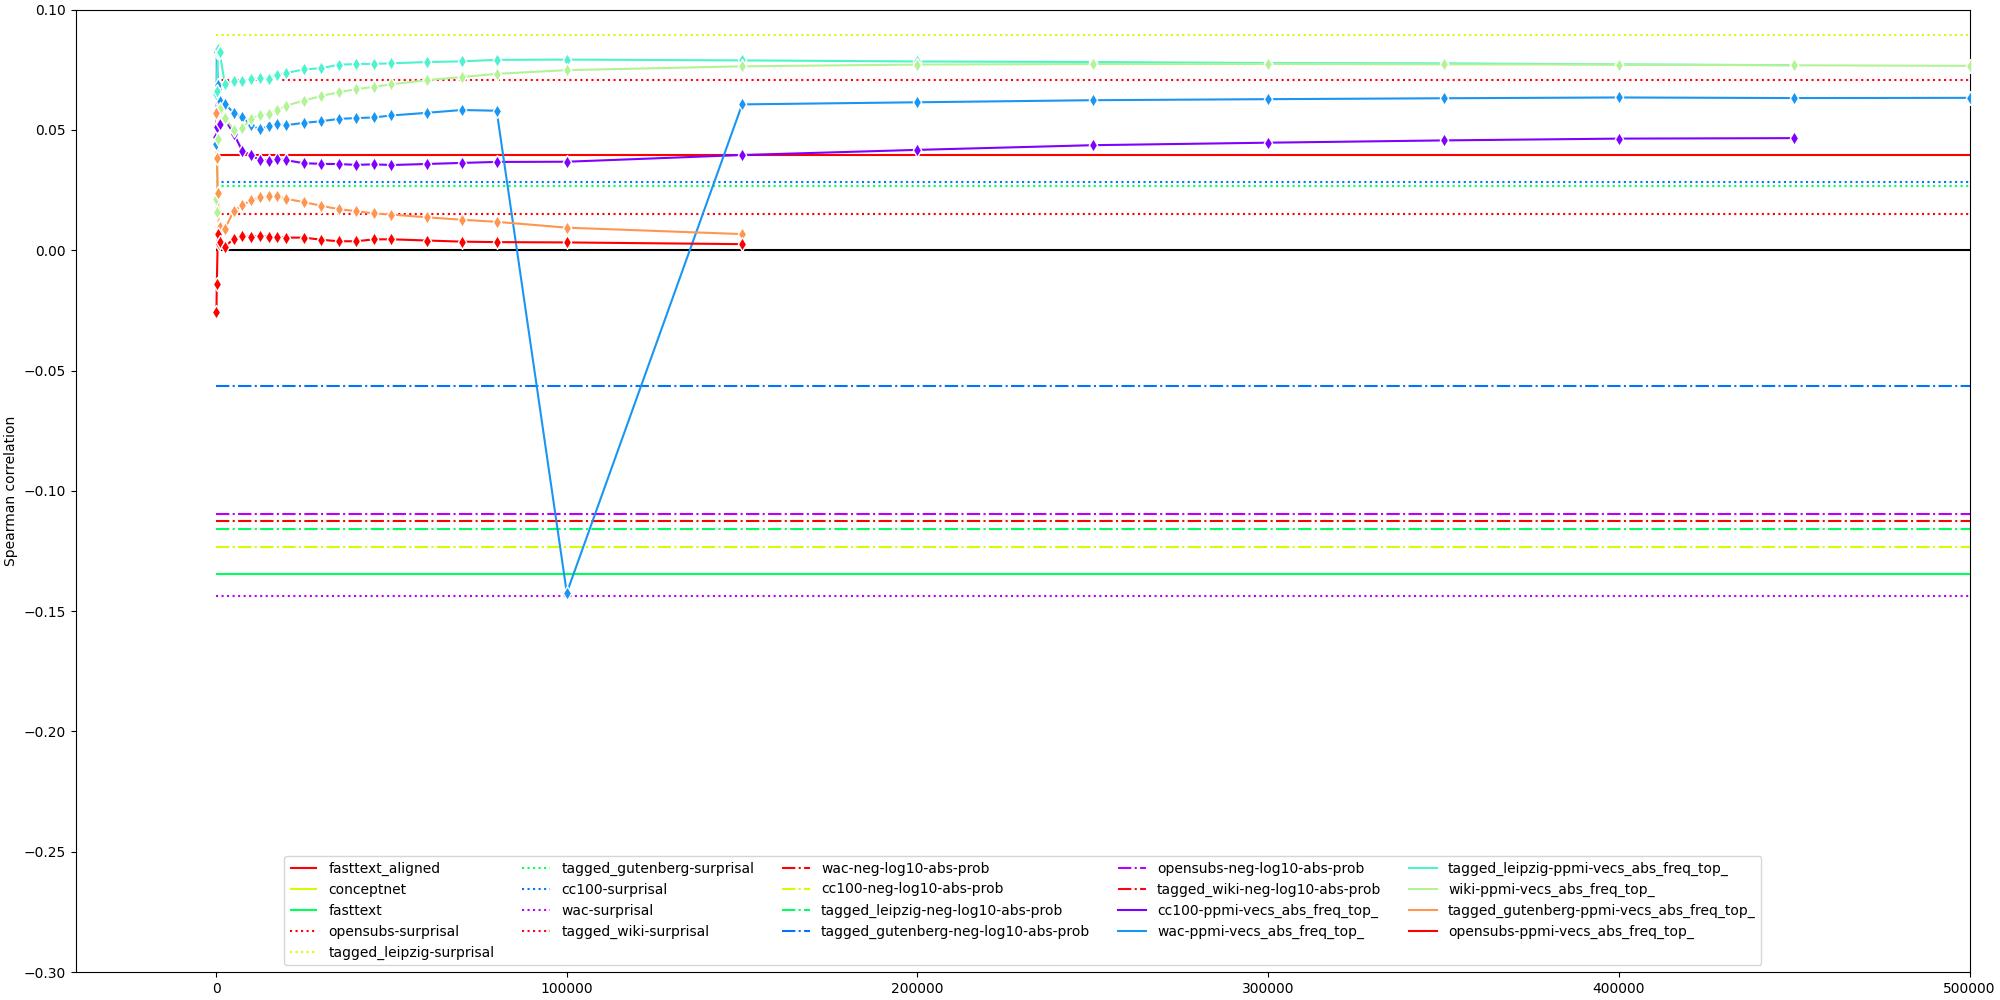 0.10
0.05
0.00
−0.05
−0.10
−0.15
−0.20
−0.25
−0.30
Spearman correlation
fasttext_aligned
conceptnet
fasttext
opensubs-surprisal
tagged_leipzig-surprisal
tagged_gutenberg-surprisal
cc100-surprisal
wac-surprisal
tagged_wiki-surprisal
wac-neg-log10-abs-prob
cc100-neg-log10-abs-prob
tagged_leipzig-neg-log10-abs-prob
tagged_gutenberg-neg-log10-abs-prob
opensubs-neg-log10-abs-prob
tagged_wiki-neg-log10-abs-prob
cc100-ppmi-vecs_abs_freq_top_
wac-ppmi-vecs_abs_freq_top_
tagged_leipzig-ppmi-vecs_abs_freq_top_
wiki-ppmi-vecs_abs_freq_top_
tagged_gutenberg-ppmi-vecs_abs_freq_top_
opensubs-ppmi-vecs_abs_freq_top_
0 100000 200000 300000 400000 500000